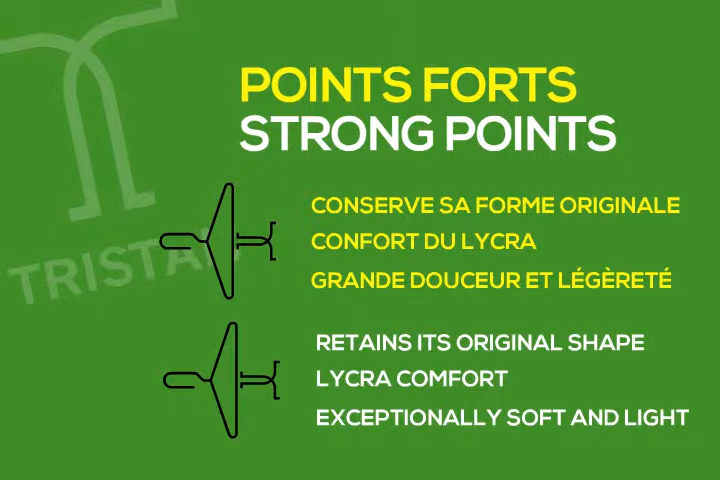 POINTS FORTS
STRONG POINTS
CONSERVE SA FORME ORIGINALE
CONFORT DU LYCRA
GRANDE DOUCEUR ET LÉGÈRETÉ
TRISTAN
RETAINS ITS ORIGINAL SHAPE
LYCRA COMFORT
EXCEPTIONALLY SOFT AND LIGHT